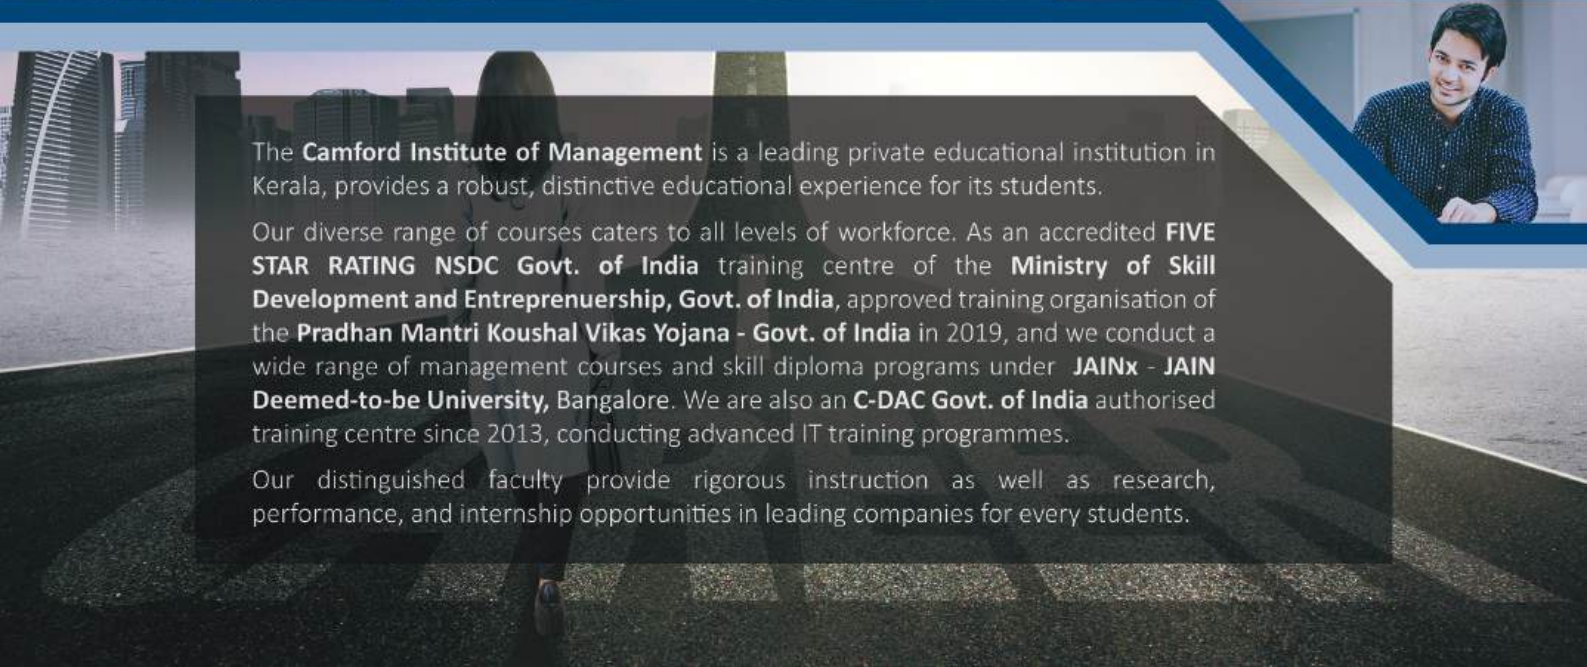 The Camford Institute of Management is a leading private educational institution in
Kerala, provides a robust, distinctive educational experience for its students.
Our diverse range of courses caters to all levels of workforce. As an accredited FIVE
STAR RATING NSDC Govt. of India training centre of the Ministry of Skill
Development and Entreprenuership, Govt. of India, approved training organisation of
the Pradhan Mantri Koushal Vikas Yojana - Govt. of India in 2019, and we conduct a
wide range of management courses and skill diploma programs under JAINx - JAIN
Deemed-to-be University, Bangalore. We are also an C-DAC Govt. of India authorised
training centre since 2013, conducting advanced IT training programmes.
Our distinguished faculty provide rigorous instruction as well as research,
performance, and internship opportunities in leading companies for every students.
CAREER